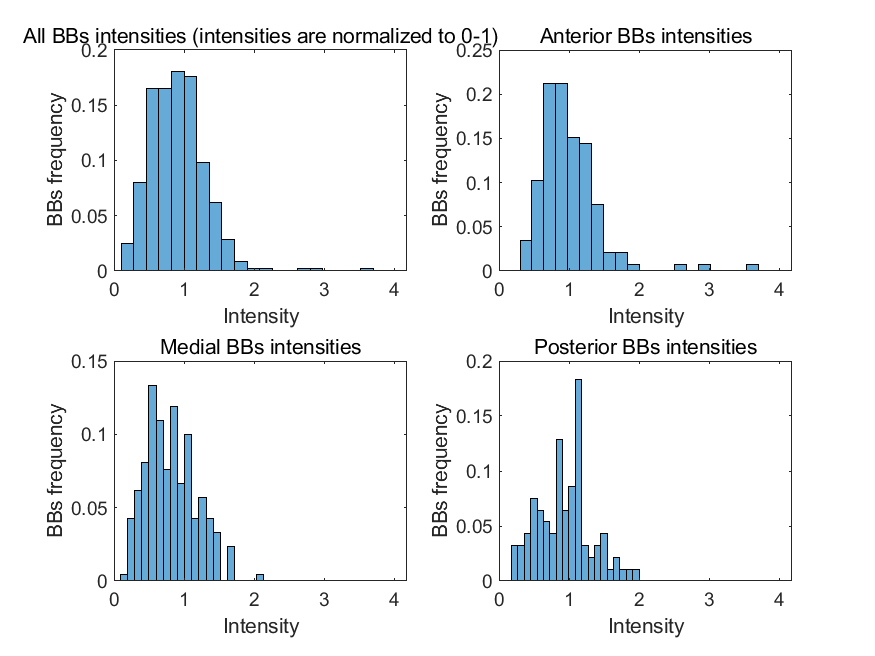 All BBs intensities (intensities are normalized to 0-1)
0.2
0.15
0.1
0.05
0
BBs frequency
0 1 2 3 4
Intensity
Anterior BBs intensities
0.25
0.2
0.15
0.1
0.05
0
BBs frequency
0 1 2 3 4
Intensity
Medial BBs intensities
0.15
0.1
0.05
0
BBs frequency
0 1 2 3 4
Intensity
Posterior BBs intensities
0.2
0.15
0.1
0.05
0
BBs frequency
0 1 2 3 4
Intensity